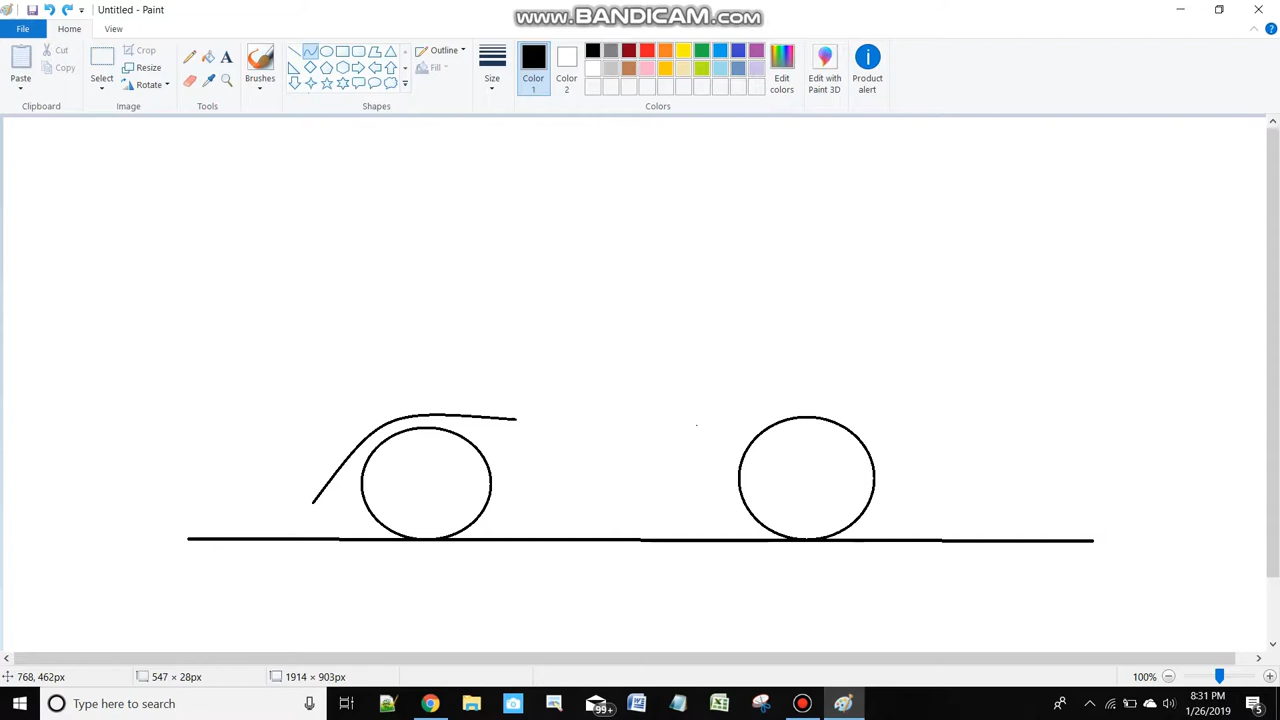 Untitled - Paint
www.BANDICAM.com
File
Home
View
Paste
Cut
Copy
Clipboard
Select
Crop
Resize
Rotate
Image
Tools
Brushes
Shapes
Outline
Fill
Size
Color
1
Color
2
Colors
Edit
colors
Edit with
Paint 3D
Product
alert
768, 462px
547 × 28px
1914 × 903px
100%
Type here to search
99+
8:31 PM
1/26/2019
5